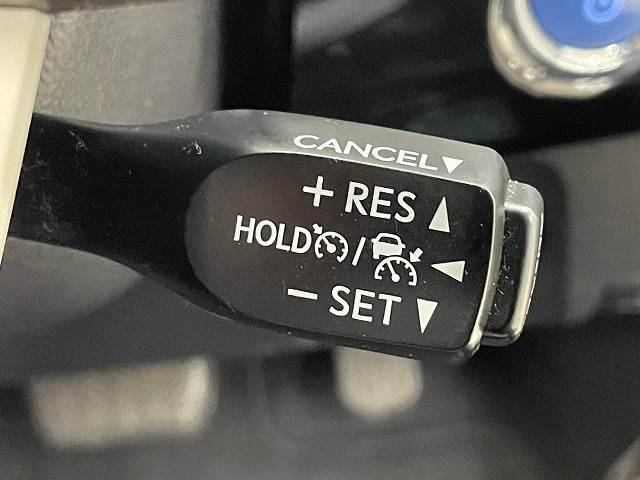 CANCEL▼
+ RES ▲
HOLD / ◀
− SET ▼